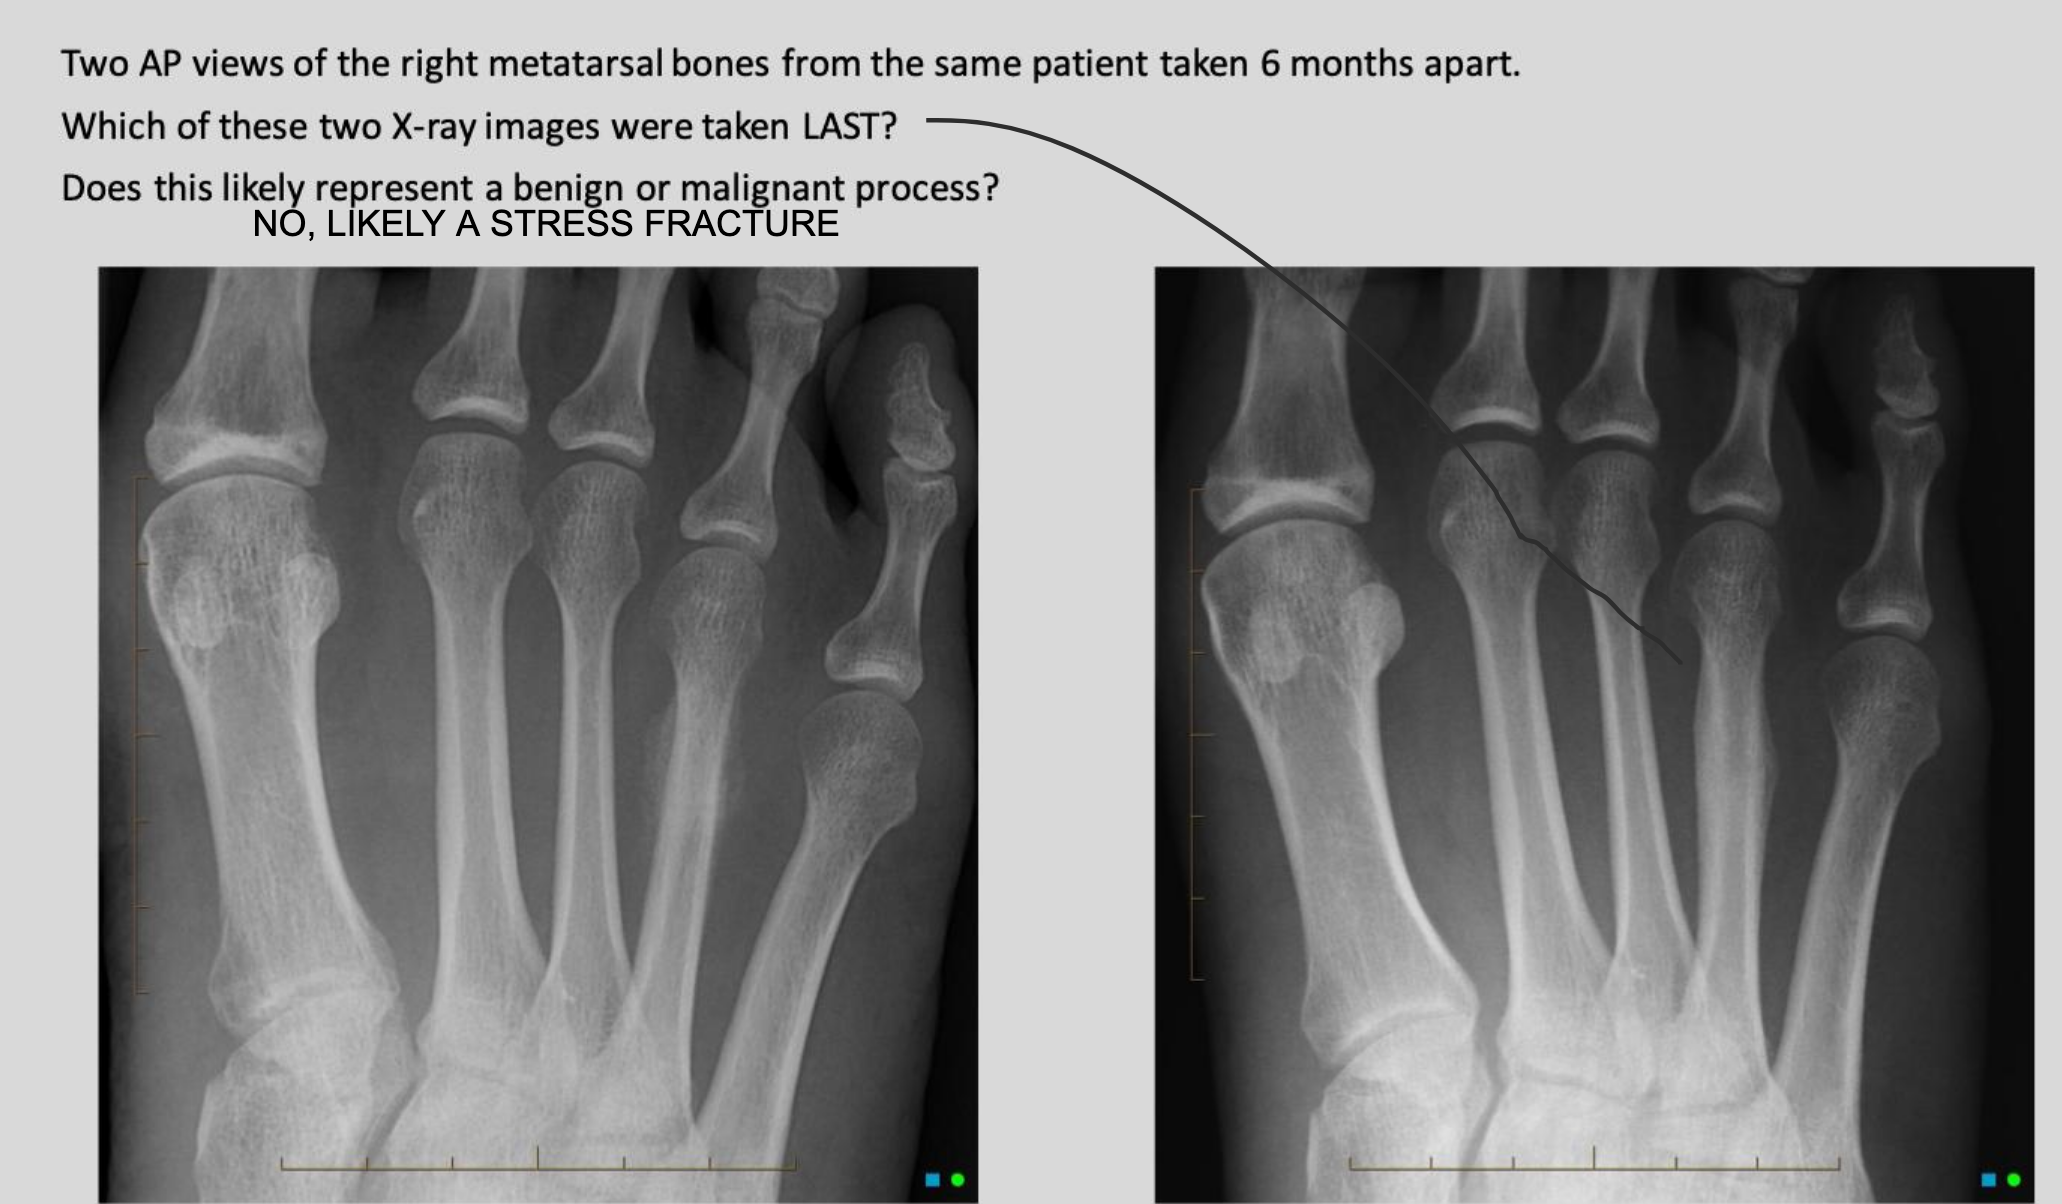 Two AP views of the right metatarsal bones from the same patient taken 6 months apart.
Which of these two X-ray images were taken LAST?
Does this likely represent a benign or malignant process?
NO, LIKELY A STRESS FRACTURE